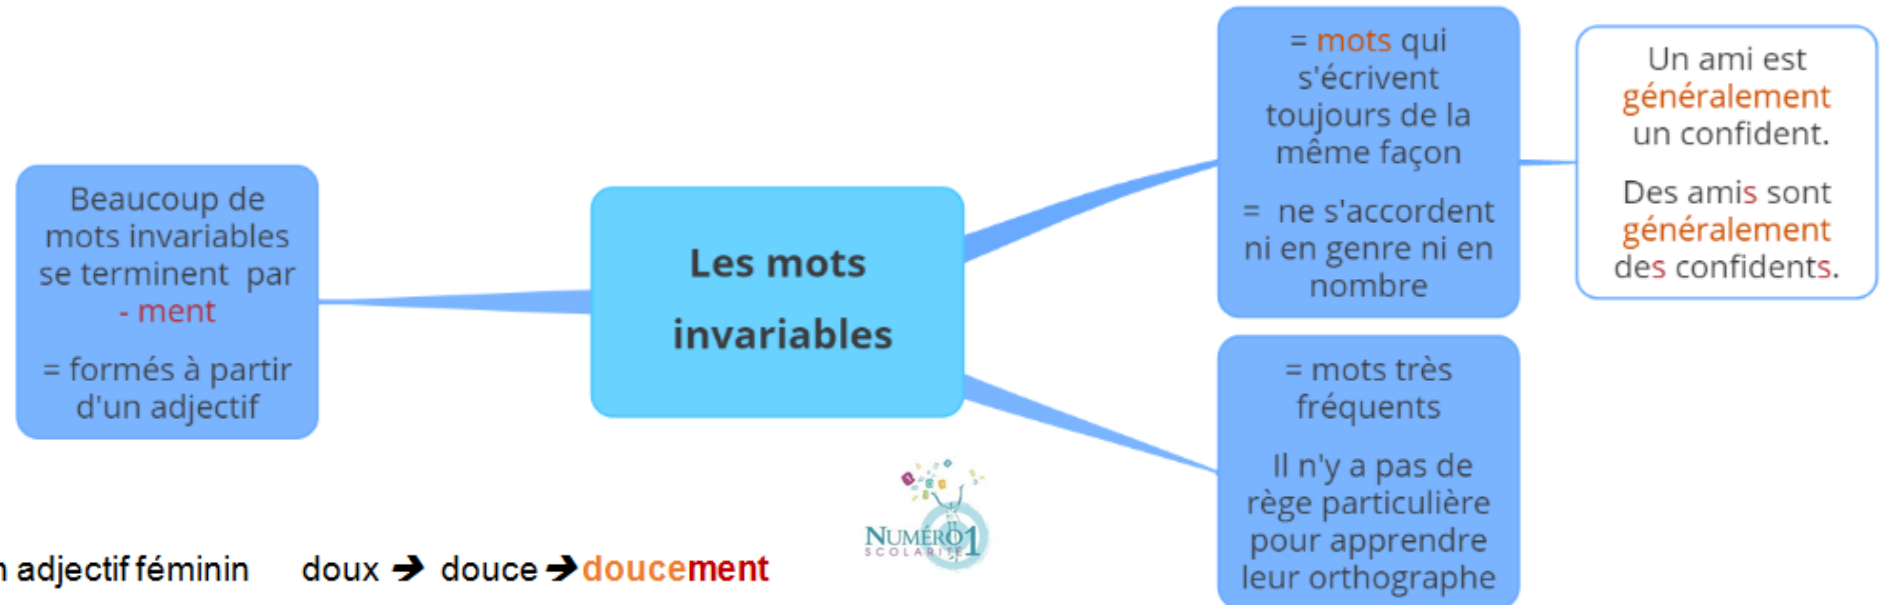 Beaucoup de
mots invariables
se terminent par
- ment
= formés à partir
d'un adjectif
Les mots
invariables
= mots qui
s'écrivent
toujours de la
même façon
= ne s'accordent
ni en genre ni en
nombre
Un ami est
généralement
un confident.
Des amis sont
généralement
des confidents.
= mots très
fréquents
Il n'y a pas de
rège particulière
pour apprendre
leur orthographe
NUMÉRO1
SCOLARITÉ
adjectif féminin doux ➔ douce ➔ doucement